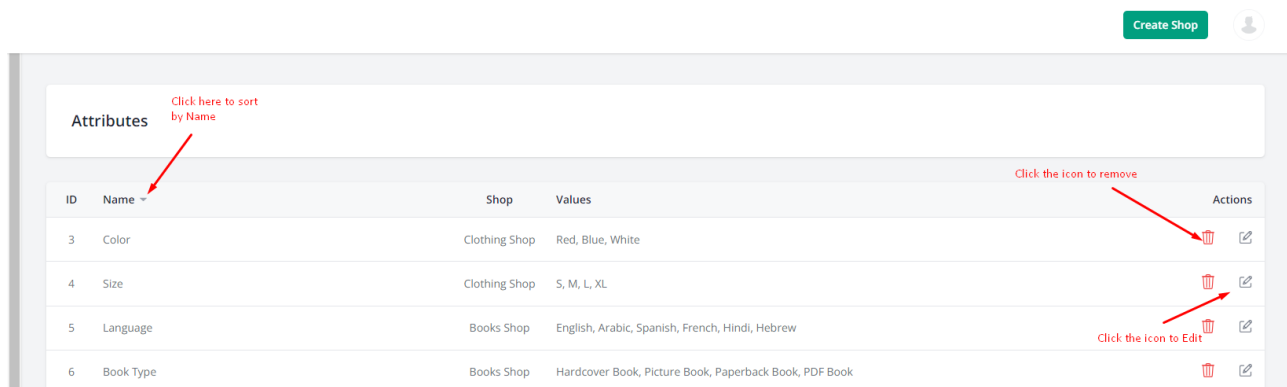 Create Shop
Click here to sort
by Name
Attributes
Click the icon to remove
ID Name Shop Values Actions
3 Color Clothing Shop Red, Blue, White
4 Size Clothing Shop S, M, L, XL
5 Language Books Shop English, Arabic, Spanish, French, Hindi, Hebrew
Click the icon to Edit
6 Book Type Books Shop Hardcover Book, Picture Book, Paperback Book, PDF Book